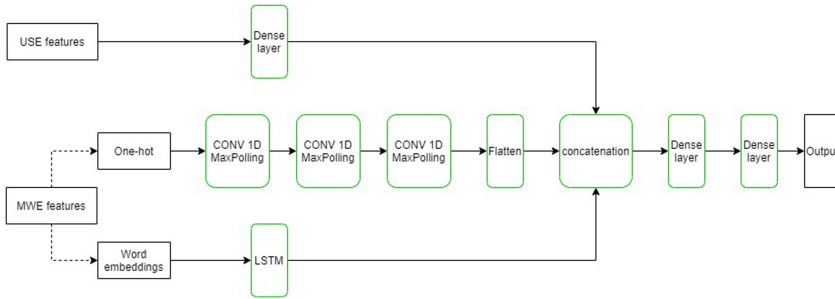 USE features
Dense
layer
One-hot
CONV 1D
MaxPolling
CONV 1D
MaxPolling
CONV 1D
MaxPolling
Flatten
concatenation
Dense
layer
Dense
layer
Output
MWE features
Word
embeddings
LSTM